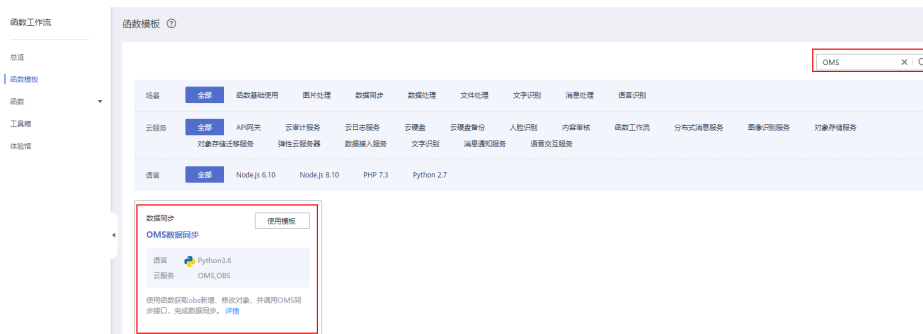 函数工作流
总览
函数模板
函数
工具箱
体验馆
函数模板
OMS
场景 全部 函数基础使用 图片处理 数据同步 数据处理 文件处理 文字识别 消息处理 语言识别
云服务 全部 API网关 云审计服务 云日志服务 云硬盘 云硬盘备份 人脸识别 内容审核 函数工作流 分布式消息服务 图像识别服务 对象存储服务
对象存储迁移服务 弹性云服务器 数据接入服务 文字识别 消息通知服务 语音交互服务
语言 全部 Node.js 6.10 Node.js 8.10 PHP 7.3 Python 2.7
数据同步 使用模板
OMS数据同步
语言 Python3.6
云服务 OMS,OBS
使用函数获取obs新增、修改对象，并调用OMS同
步接口，完成数据同步。 详情